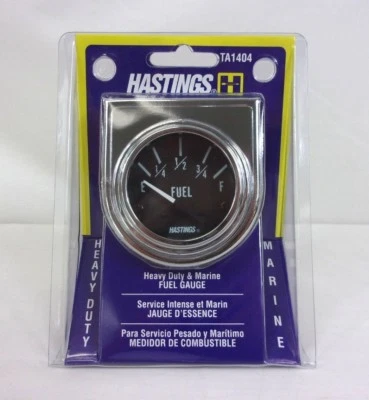 TA1404
HASTINGS H
1/4 1/2 3/4
E F
FUEL
HASTINGS
HEAVY DUTY
MARINE
Heavy Duty & Marine
FUEL GAUGE
Service Intense et Marin
JAUGE D'ESSENCE
Para Servicio Pesado y Marítimo
MEDIDOR DE COMBUSTIBLE